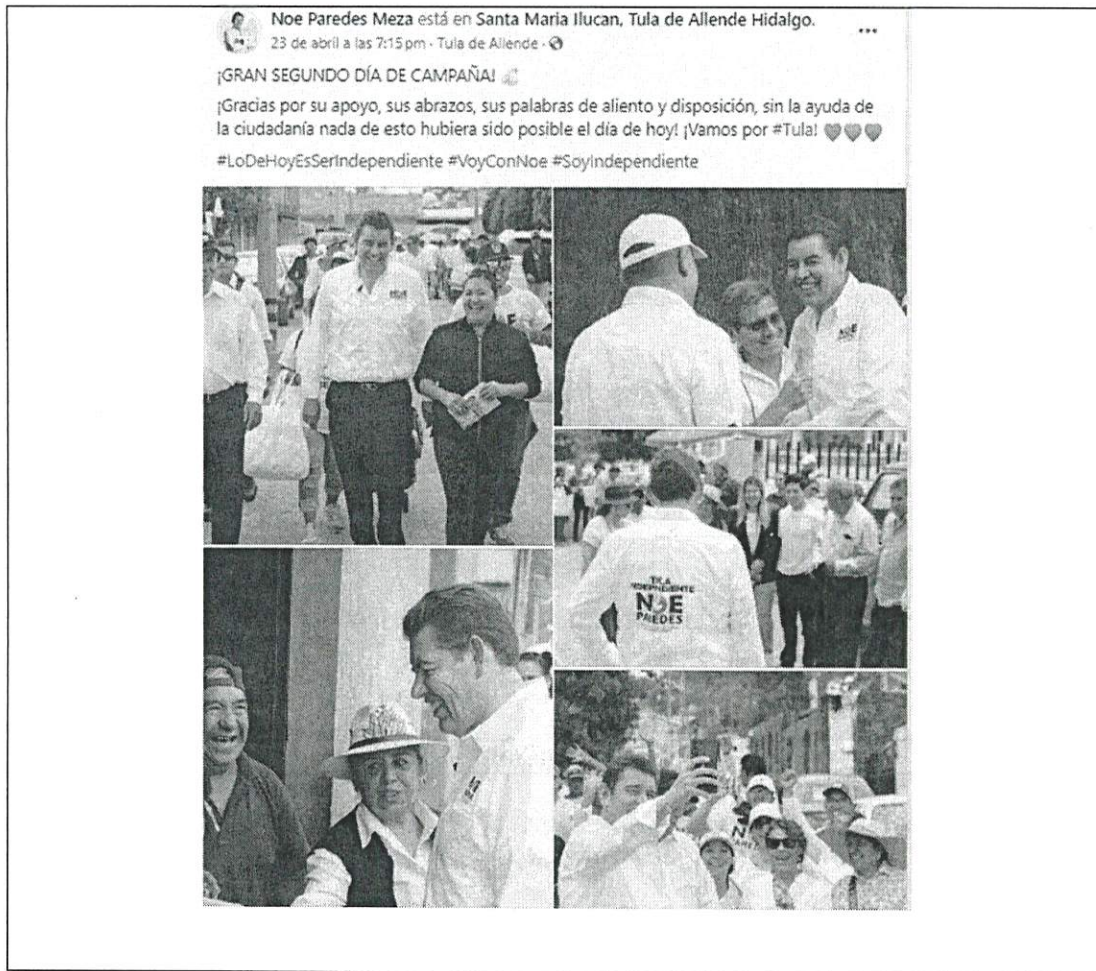 Noe Paredes Meza está en Santa Maria Ilucan, Tula de Allende Hidalgo.
23 de abril a las 7:15 pm · Tula de Allende ·
¡GRAN SEGUNDO DÍA DE CAMPAÑA!
¡Gracias por su apoyo, sus abrazos, sus palabras de aliento y disposición, sin la ayuda de
la ciudadanía nada de esto hubiera sido posible el día de hoy! ¡Vamos por #Tula!
#LoDeHoyEsSerIndependiente #VoyConNoe #SoyIndependiente
NOE
NOE
TULA
INDEPENDIENTE
NOE
PAREDES